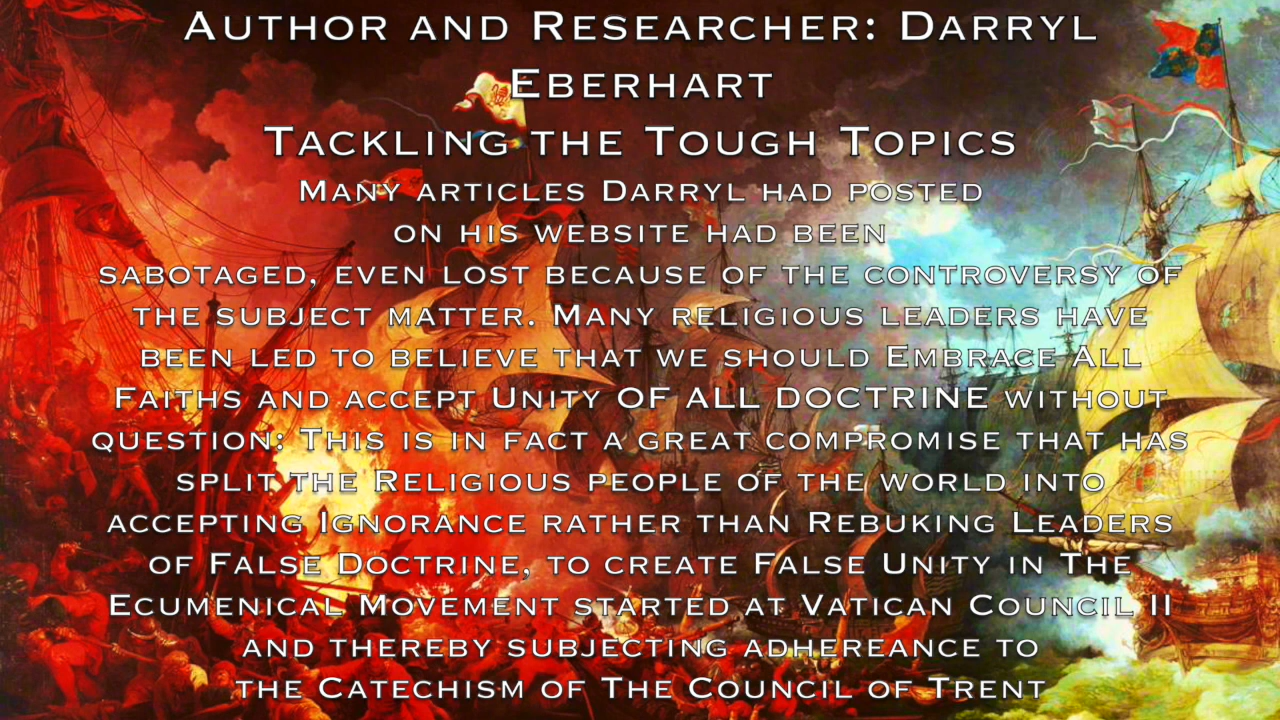 Author and Researcher: Darryl
Eberhart
Tackling the Tough Topics
Many articles Darryl had posted
on his website had been
sabotaged, even lost because of the controversy of
the subject matter. Many religious leaders have
been led to believe that we should Embrace All
Faiths and accept Unity OF ALL DOCTRINE without
question: This is in fact a great compromise that has
split the Religious people of the world into
accepting Ignorance rather than Rebuking Leaders
of False Doctrine, to create False Unity in The
Ecumenical Movement started at Vatican Council II
and thereby subjecting adhereance to
the Catechism of The Council of Trent